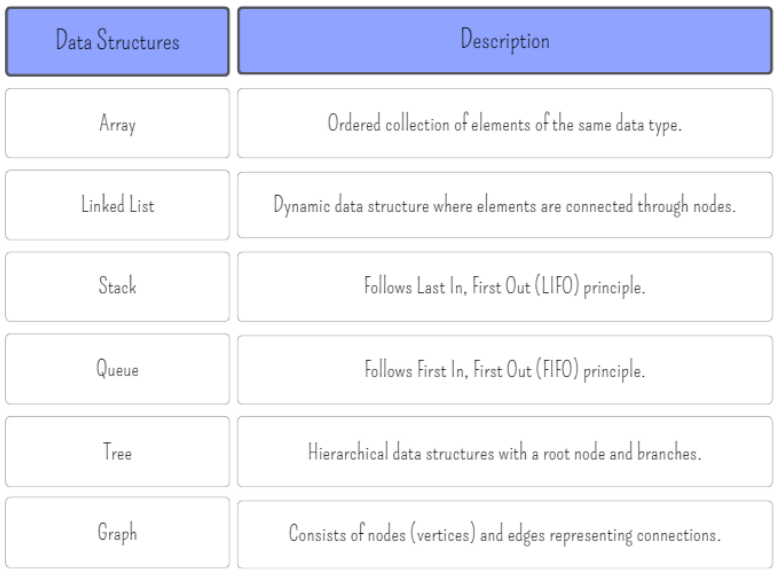 Data Structures
Description
Array
Ordered collection of elements of the same data type.
Linked List
Dynamic data structure where elements are connected through nodes.
Stack
Follows Last In, First Out (LIFO) principle.
Queue
Follows First In, First Out (FIFO) principle.
Tree
Hierarchical data structures with a root node and branches.
Graph
Consists of nodes (vertices) and edges representing connections.